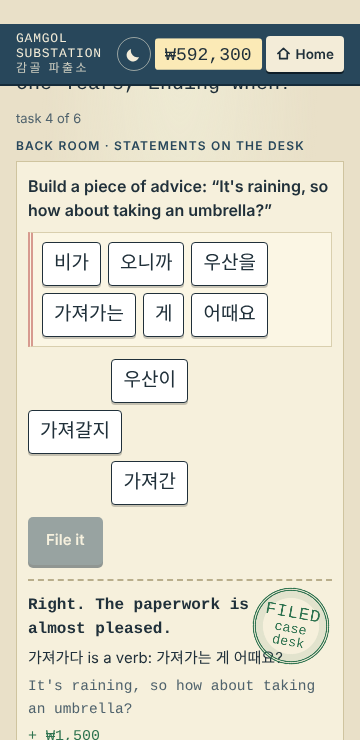 GAMGOL
SUBSTATION
감골 파출소
₩592,300
Home
One Tears, Ending When?
task 4 of 6
BACK ROOM · STATEMENTS ON THE DESK
Build a piece of advice: “It's raining, so
how about taking an umbrella?”
비가 오니까 우산을
가져가는 게 어때요
우산이
가져갈지
가져간
File it
Right. The paperwork is
almost pleased.
FILED
case
desk
가져가다 is a verb: 가져가는 게 어때요?
It's raining, so how about taking
an umbrella?
+ ₩1,500